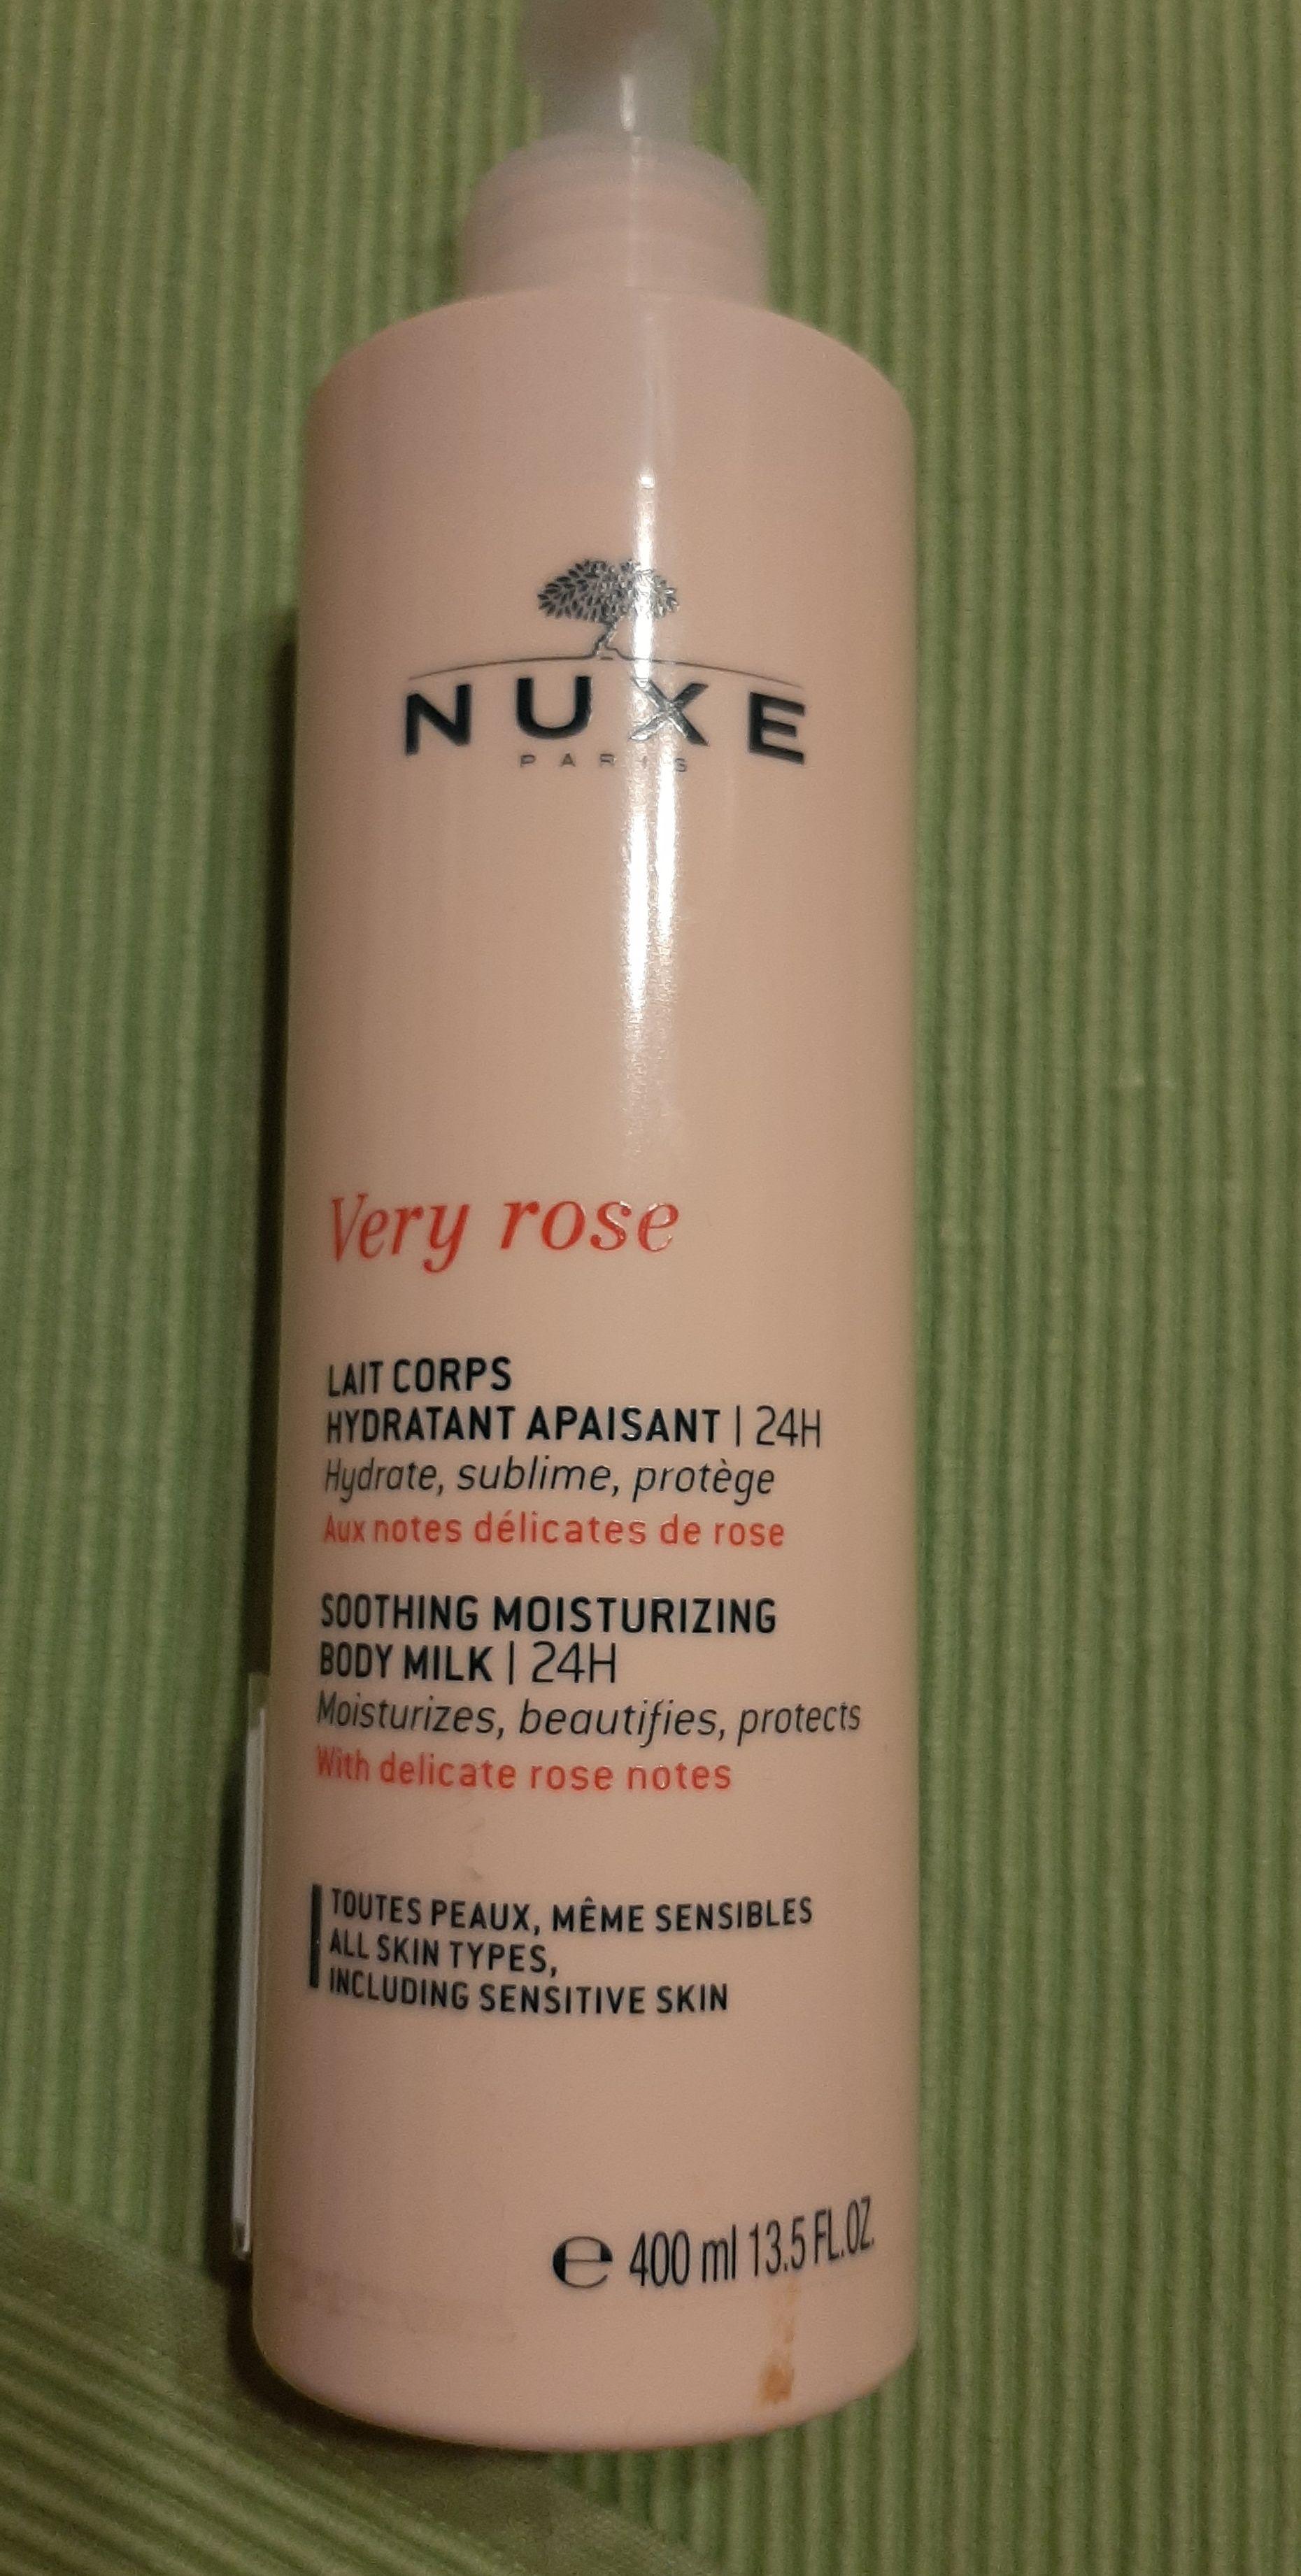 NUXE
PARIS
Very rose
LAIT CORPS
HYDRATANT APAISANT | 24H
Hydrate, sublime, protège
Aux notes délicates de rose
SOOTHING MOISTURIZING
BODY MILK | 24H
Moisturizes, beautifies, protects
With delicate rose notes
TOUTES PEAUX, MÊME SENSIBLES
ALL SKIN TYPES,
INCLUDING SENSITIVE SKIN
℮ 400 ml 13.5 FL.OZ.